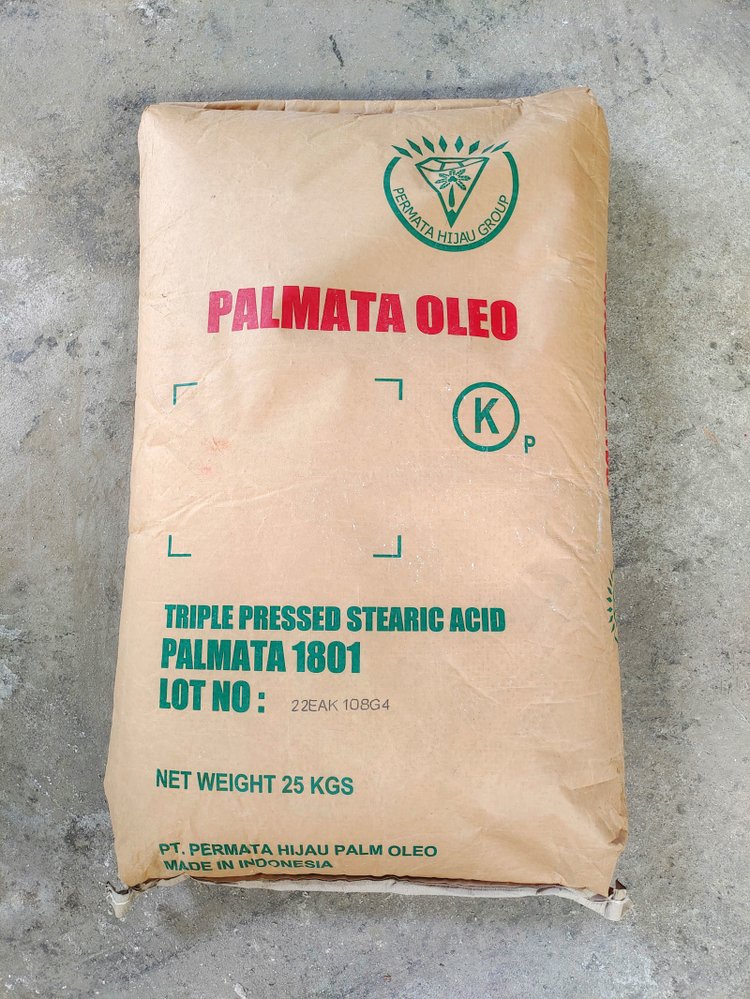 PERMATA HIJAU GROUP
PALMATA OLEO
K
P
TRIPLE PRESSED STEARIC ACID
PALMATA 1801
LOT NO : 22EAK 108G4
NET WEIGHT 25 KGS
PT. PERMATA HIJAU PALM OLEO
MADE IN INDONESIA